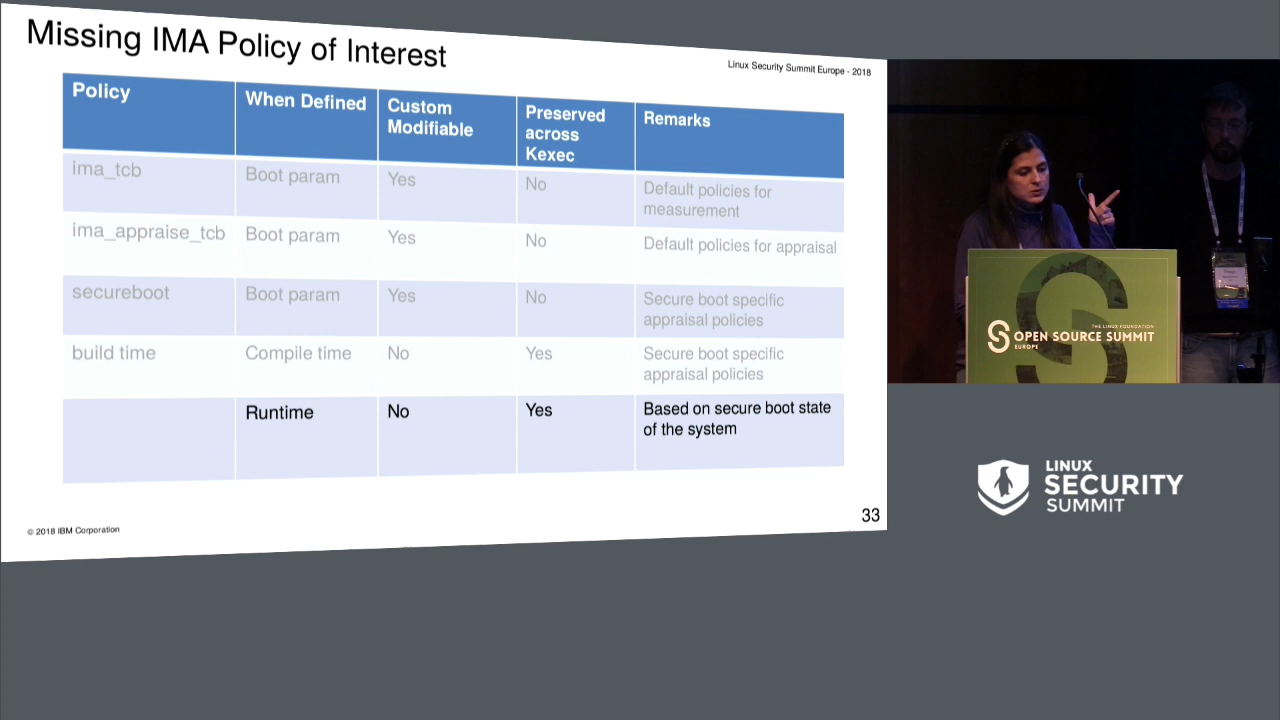 Missing IMA Policy of Interest
Linux Security Summit Europe - 2018
Policy
When Defined
Custom
Modifiable
Preserved
across
Kexec
Remarks
ima_tcb
Boot param
Yes
No
Default policies for
measurement
ima_appraise_tcb
Boot param
Yes
No
Default policies for appraisal
secureboot
Boot param
Yes
No
Secure boot specific
appraisal policies
build time
Compile time
No
Yes
Secure boot specific
appraisal policies
Runtime
No
Yes
Based on secure boot state
of the system
© 2018 IBM Corporation
33
THE LINUX FOUNDATION
OPEN SOURCE SUMMIT
EUROPE
LINUX
SECURITY
SUMMIT